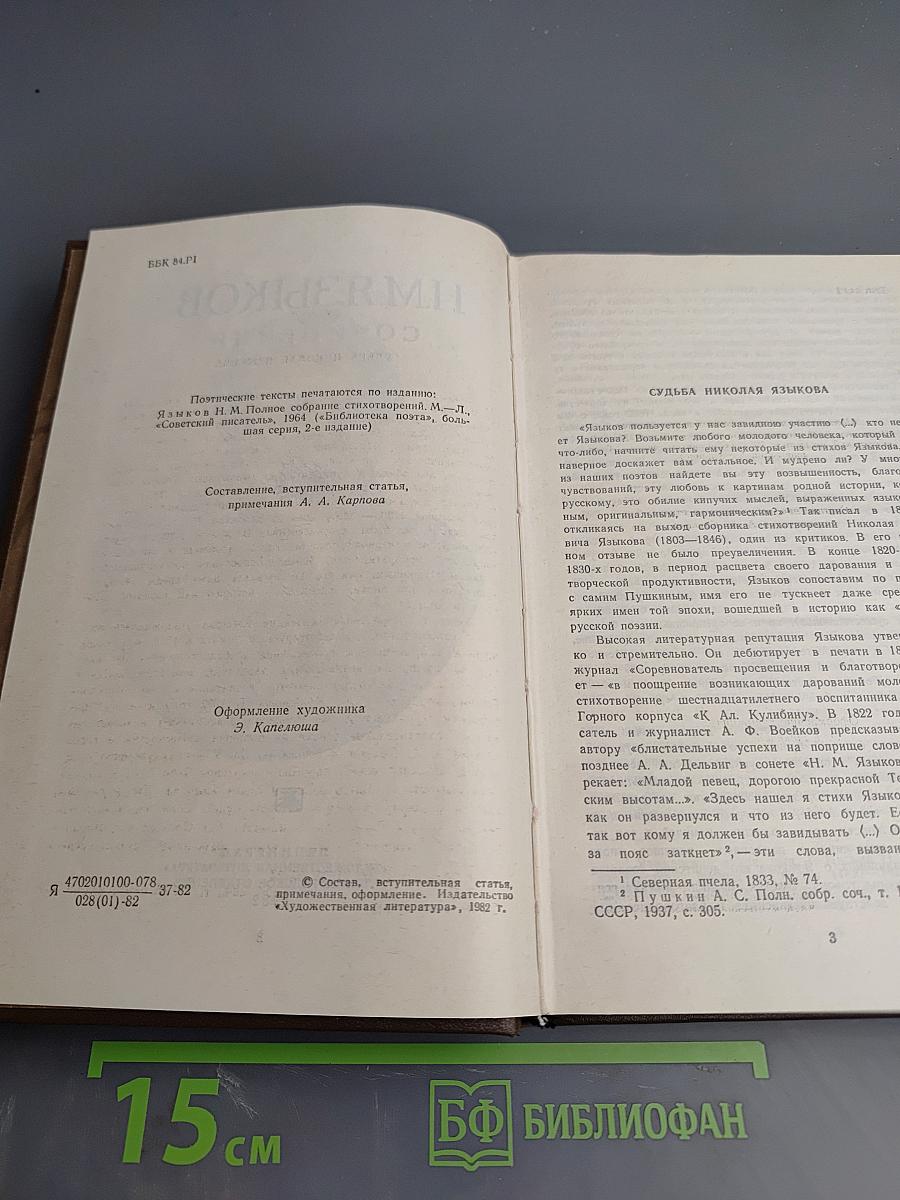 ББК 84.Р1
Поэтические тексты печатаются по изданию:
Языков Н. М. Полное собрание стихотворений. М.—Л.,
«Советский писатель», 1964 («Библиотека поэта», боль-
шая серия, 2-е издание)
Составление, вступительная статья,
примечания А. А. Карпова
Оформление художника
Э. Капелюша
Я 4702010100-078 37-82
028(01)-82
© Состав, вступительная статья,
примечания, оформление. Издательство
«Художественная литература», 1982 г.
СУДЬБА НИКОЛАЯ ЯЗЫКОВА
«Языков пользуется у нас завидною участию ⟨...⟩ кто не
ет Языкова? Возьмите любого молодого человека, который
что-либо, начните читать ему некоторые из стихов Языкова,
наверное доскажет вам остальное. И мудрено ли? У мно
из наших поэтов найдете вы эту возвышенность, благо
чувствований, эту любовь к картинам родной истории, к
русскому, это обилие кипучих мыслей, выраженных язык
ным, оригинальным, гармоническим?»¹ Так писал в 18
откликаясь на выход сборника стихотворений Николая
вича Языкова (1803—1846), один из критиков. В его
ном отзыве не было преувеличения. В конце 1820-
1830-х годов, в период расцвета своего дарования и
творческой продуктивности, Языков сопоставим по п
с самим Пушкиным, имя его не тускнеет даже сре
ярких имен той эпохи, вошедшей в историю как «
русской поэзии.
Высокая литературная репутация Языкова утве
ко и стремительно. Он дебютирует в печати в 18
журнал «Соревнователь просвещения и благотвор
ет — «в поощрение возникающих дарований мол
стихотворение шестнадцатилетнего воспитанника
Горного корпуса «К Ал. Кулибину». В 1822 год
сатель и журналист А. Ф. Воейков предсказыв
автору «блистательные успехи на поприще слове
позднее А. А. Дельвиг в сонете «Н. М. Языков
рекает: «Младой певец, дорогою прекрасной Те
ским высотам...». «Здесь нашел я стихи Языко
как он развернулся и что из него будет. Е
так вот кому я должен бы завидывать ⟨...⟩ О
за пояс заткнет»², — эти слова, вызван
¹ Северная пчела, 1833, № 74.
² Пушкин А. С. Полн. собр. соч., т. 1
СССР, 1937, с. 305.
3
15 см
БФ БИБЛИОФАН